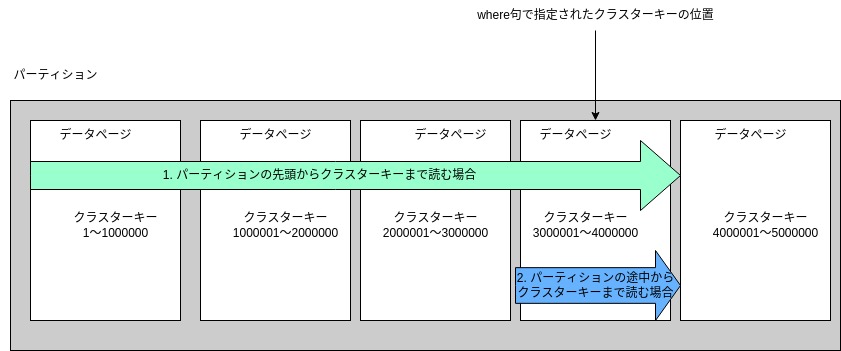 where句で指定されたクラスターキーの位置
パーティション
データページ
データページ
データページ
データページ
データページ
1. パーティションの先頭からクラスターキーまで読む場合
クラスターキー
1〜1000000
クラスターキー
1000001〜2000000
クラスターキー
2000001〜3000000
クラスターキー
3000001〜4000000
クラスターキー
4000001〜5000000
2. パーティションの途中から
クラスターキーまで読む場合